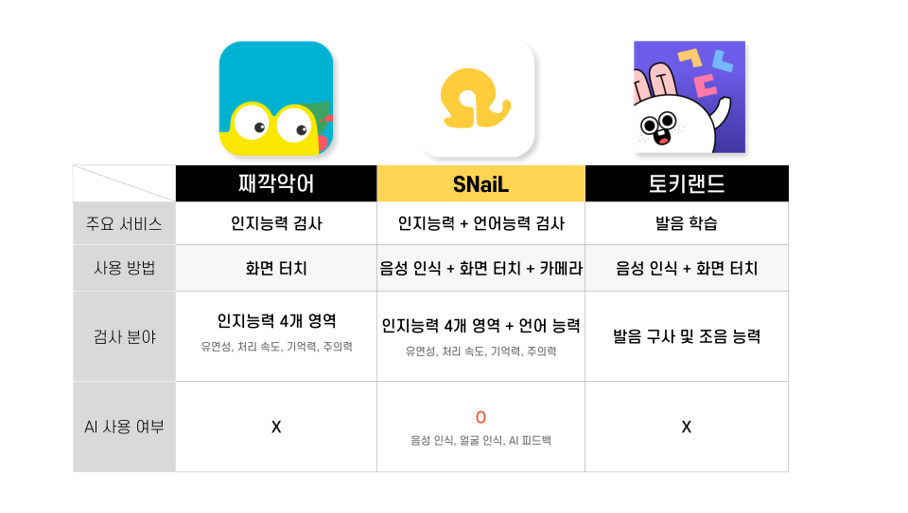 ㄱ ㄴ ㄷ
째깍악어 SNaiL 토키랜드
주요 서비스 인지능력 검사 인지능력 + 언어능력 검사 발음 학습
사용 방법 화면 터치 음성 인식 + 화면 터치 + 카메라 음성 인식 + 화면 터치
검사 분야 인지능력 4개 영역 인지능력 4개 영역 + 언어 능력 발음 구사 및 조음 능력
유연성, 처리 속도, 기억력, 주의력 유연성, 처리 속도, 기억력, 주의력
AI 사용 여부 X O X
음성 인식, 얼굴 인식, AI 피드백